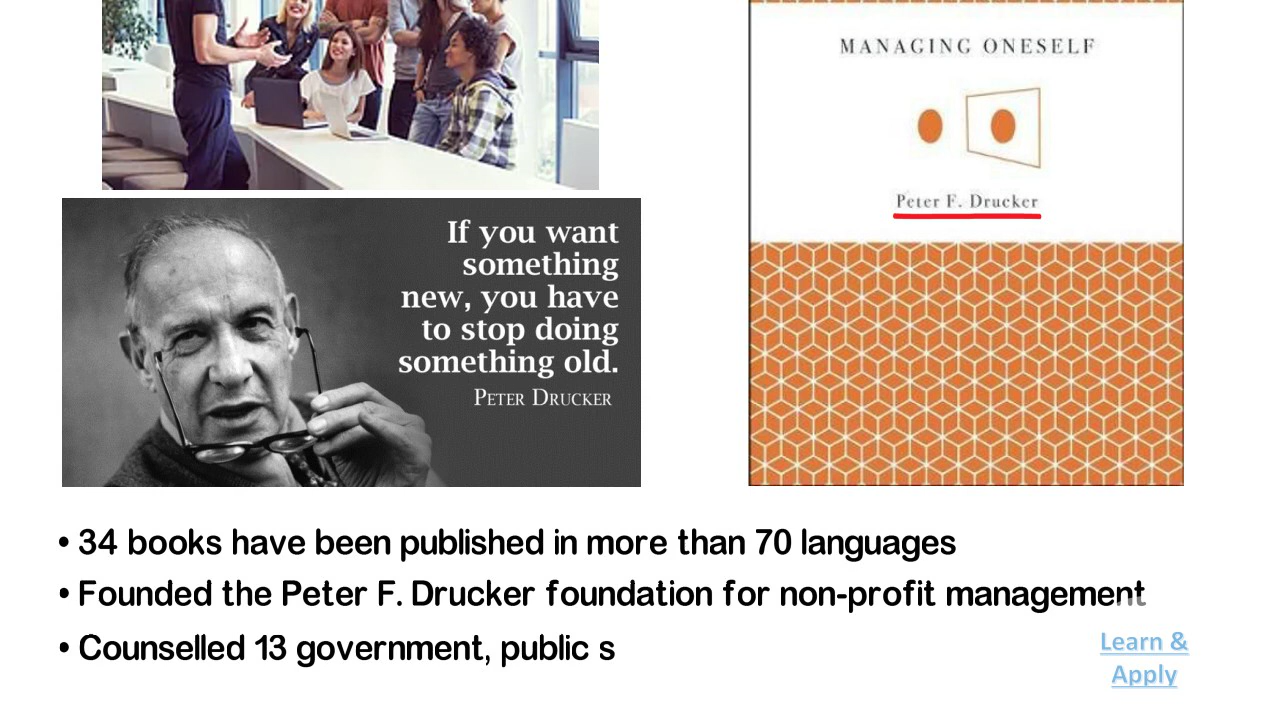 MANAGING ONESELF
Peter F. Drucker
If you want
something
new, you have
to stop doing
something old.
PETER DRUCKER
• 34 books have been published in more than 70 languages
• Founded the Peter F. Drucker foundation for non-profit management
• Counselled 13 government, public s
Learn &
Apply